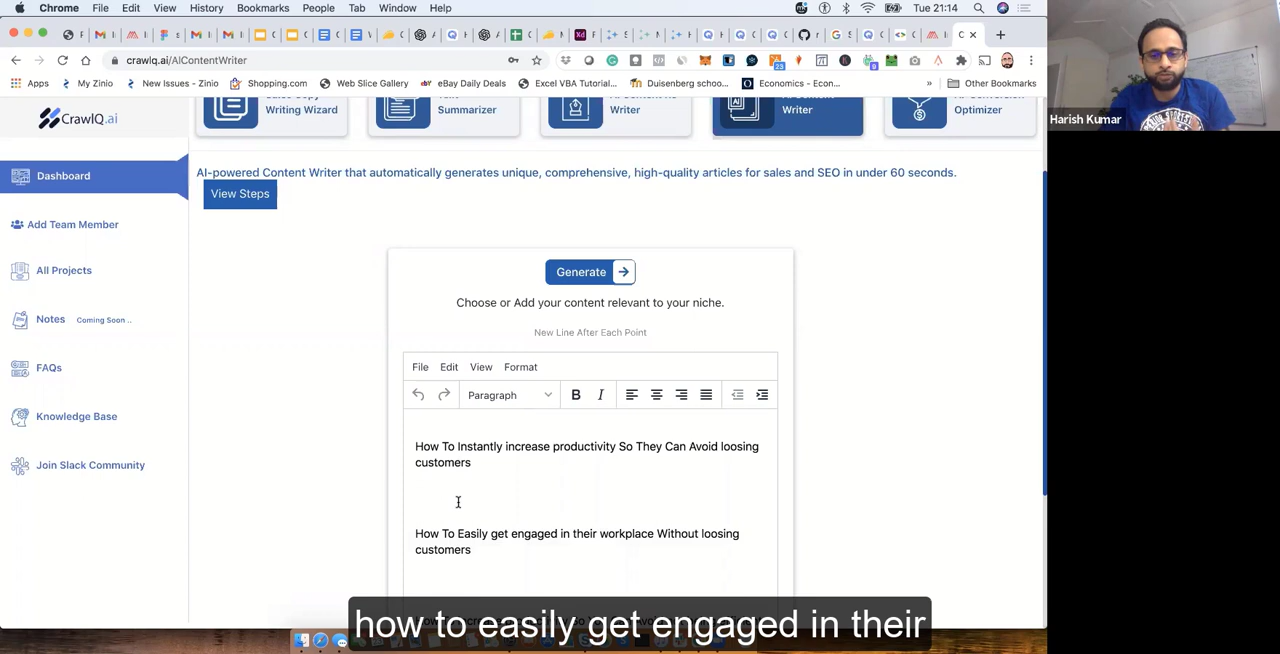 Chrome File Edit View History Bookmarks People Tab Window Help Tue 21:14
crawlq.ai/AIContentWriter
23
6
Apps My Zinio New Issues - Zinio Shopping.com Web Slice Gallery eBay Daily Deals Excel VBA Tutorial... Duisenberg schoo... Economics - Econ... » Other Bookmarks
Writing Wizard Summarizer Writer Writer Optimizer
CrawlQ.ai
AI
Harish Kumar
AI-powered Content Writer that automatically generates unique, comprehensive, high-quality articles for sales and SEO in under 60 seconds.
Dashboard
View Steps
Add Team Member
All Projects
Generate
Choose or Add your content relevant to your niche.
Notes Coming Soon ..
New Line After Each Point
FAQs
File Edit View Format
Paragraph B I
Knowledge Base
How To Instantly increase productivity So They Can Avoid loosing
customers
Join Slack Community
How To Easily get engaged in their workplace Without loosing
customers
how to easily get engaged in their